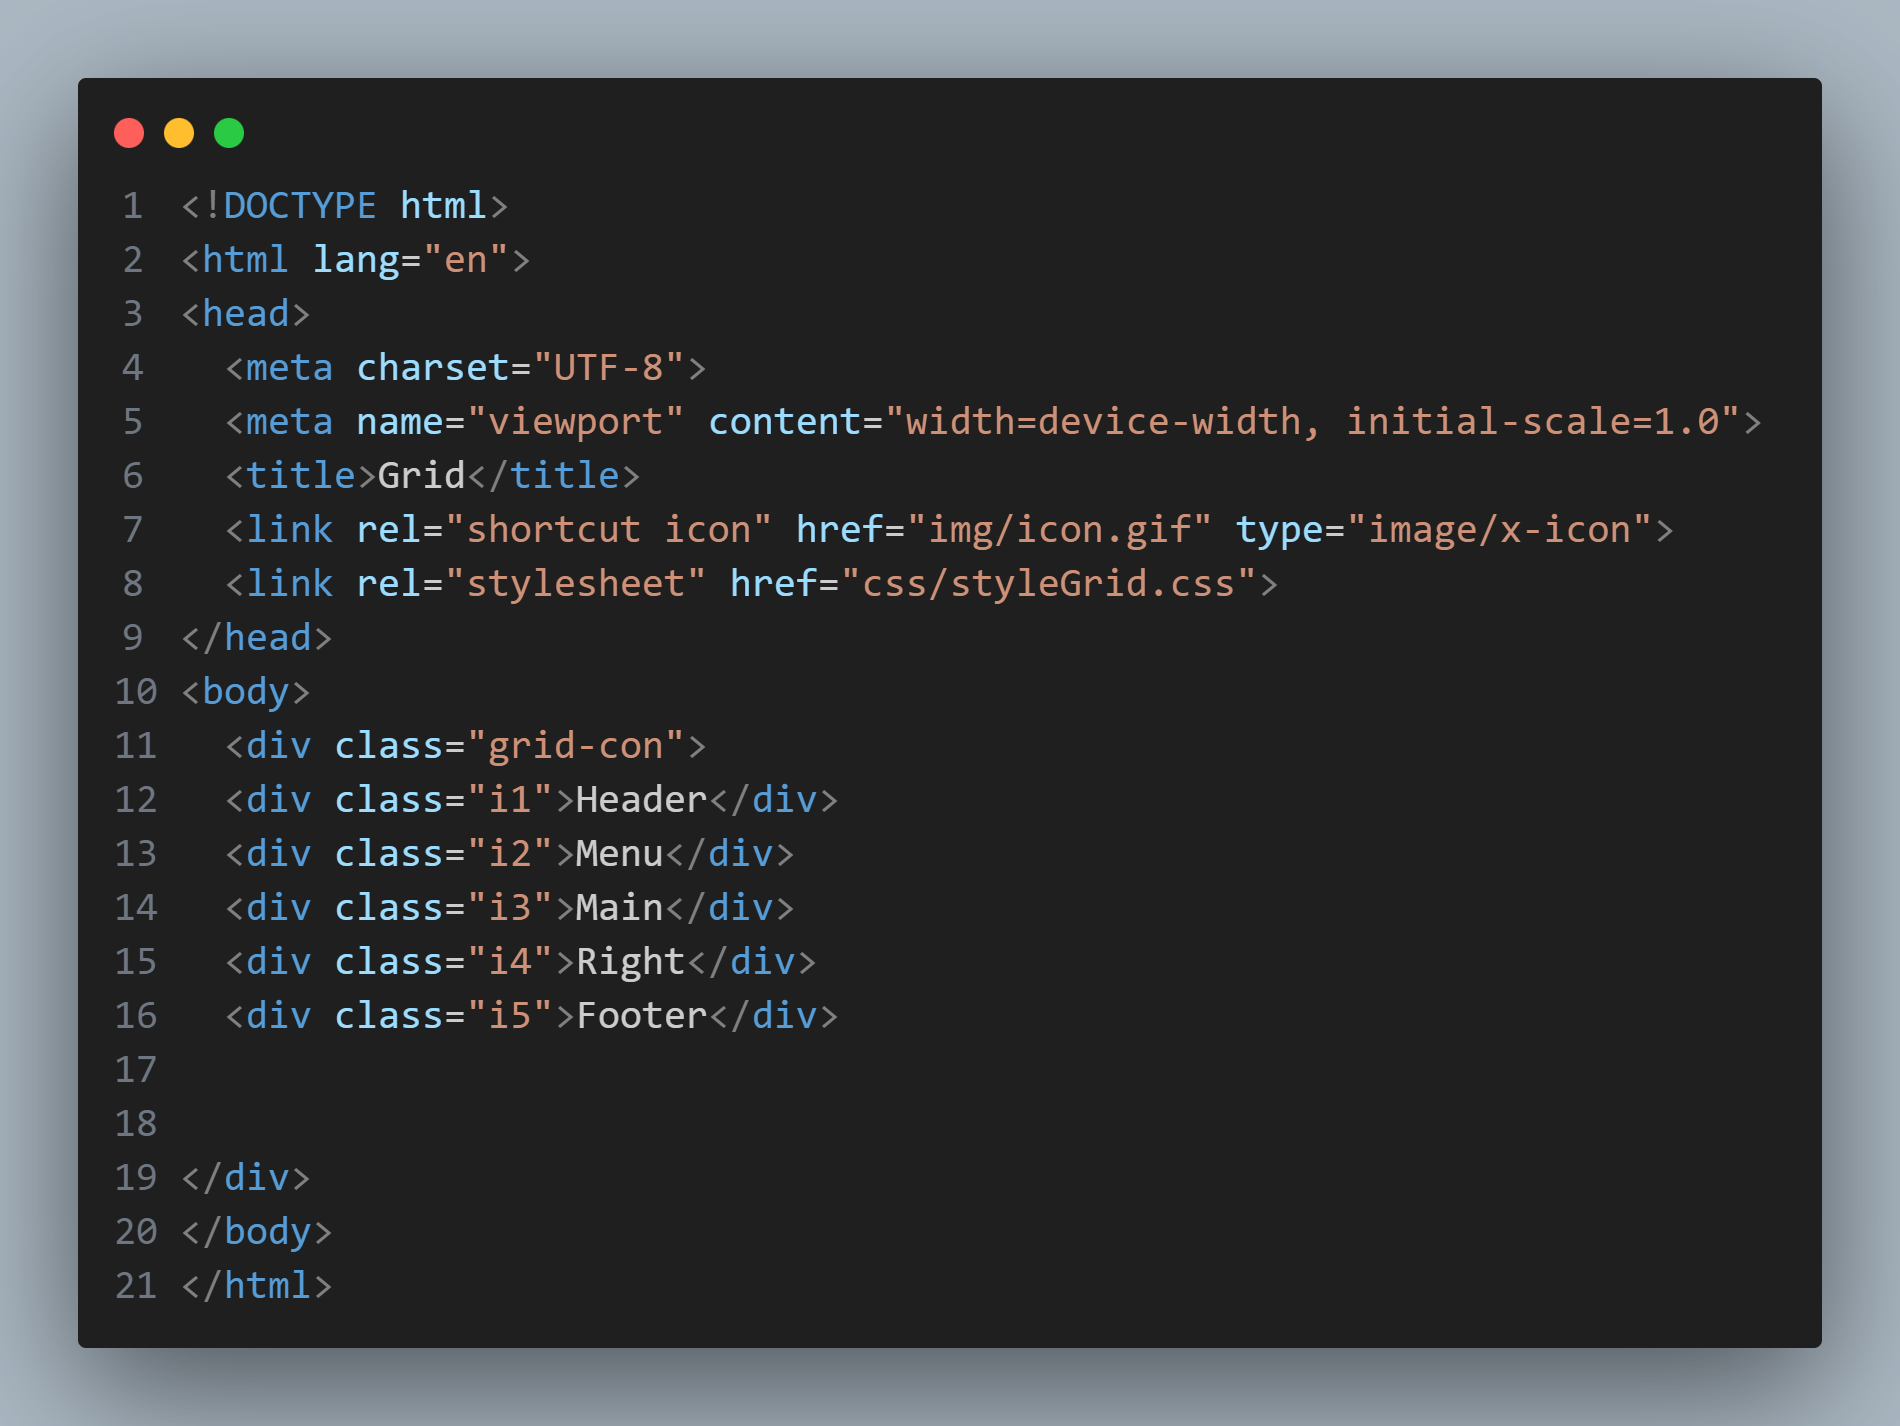 1 <!DOCTYPE html>
2 <html lang="en">
3 <head>
4   <meta charset="UTF-8">
5   <meta name="viewport" content="width=device-width, initial-scale=1.0">
6   <title>Grid</title>
7   <link rel="shortcut icon" href="img/icon.gif" type="image/x-icon">
8   <link rel="stylesheet" href="css/styleGrid.css">
9 </head>
10 <body>
11   <div class="grid-con">
12   <div class="i1">Header</div>
13   <div class="i2">Menu</div>
14   <div class="i3">Main</div>
15   <div class="i4">Right</div>
16   <div class="i5">Footer</div>
17
18
19 </div>
20 </body>
21 </html>